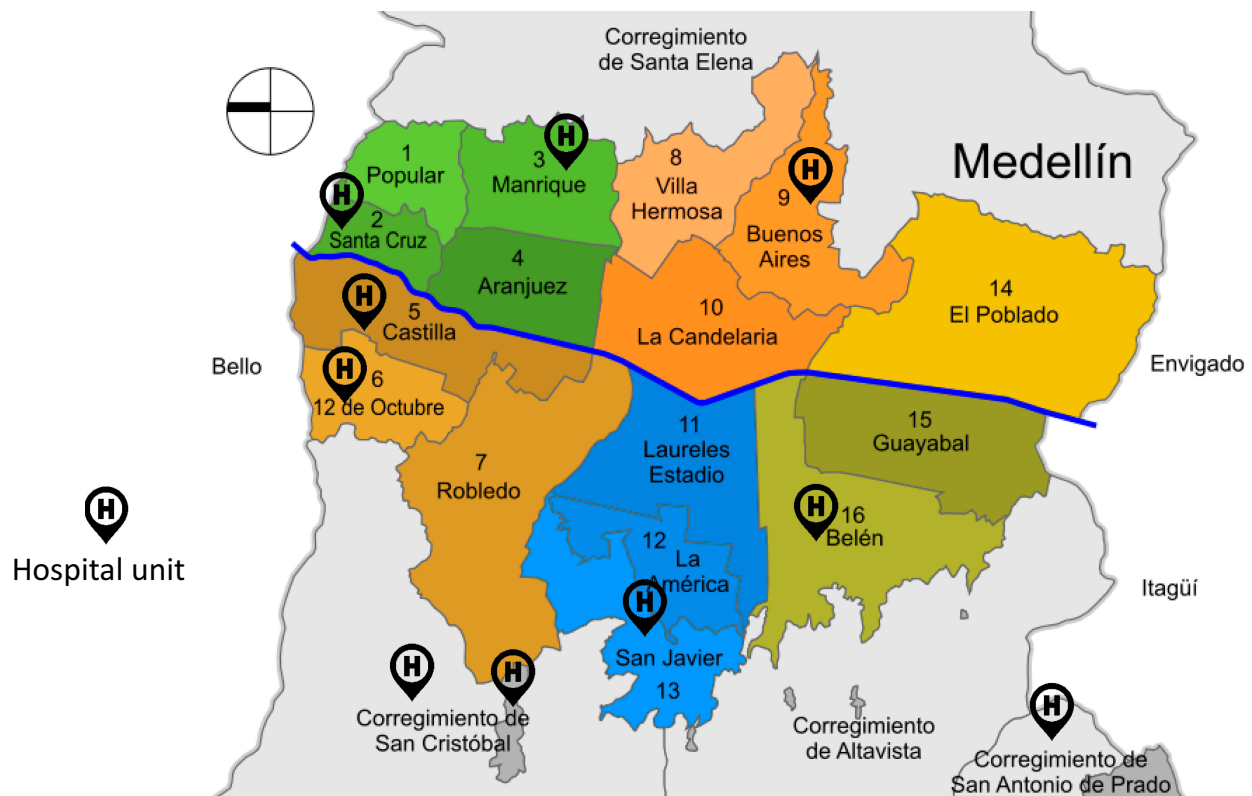 Corregimiento
de Santa Elena
Medellín
1
Popular
3
Manrique
8
Villa
Hermosa
9
Buenos
Aires
H
H
H
2
Santa Cruz
4
Aranjuez
10
La Candelaria
14
El Poblado
H
5
Castilla
Bello
Envigado
H
6
12 de Octubre
11
Laureles
Estadio
15
Guayabal
7
Robledo
H
Hospital unit
H
16
Belén
12
La
América
H
Itagüí
San Javier
13
H
H
Corregimiento de
San Cristóbal
Corregimiento
de Altavista
H
Corregimiento de
San Antonio de Prado